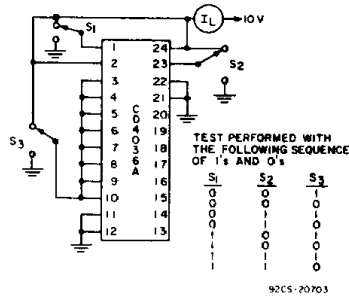 I_L
10 V
S1
S2
S3
CD4036A
1
2
3
4
5
6
7
8
9
10
11
12
24
23
22
21
20
19
18
17
16
15
14
13
TEST PERFORMED WITH
THE FOLLOWING SEQUENCE
OF 1's AND 0's
S1 S2 S3
92CS-20703